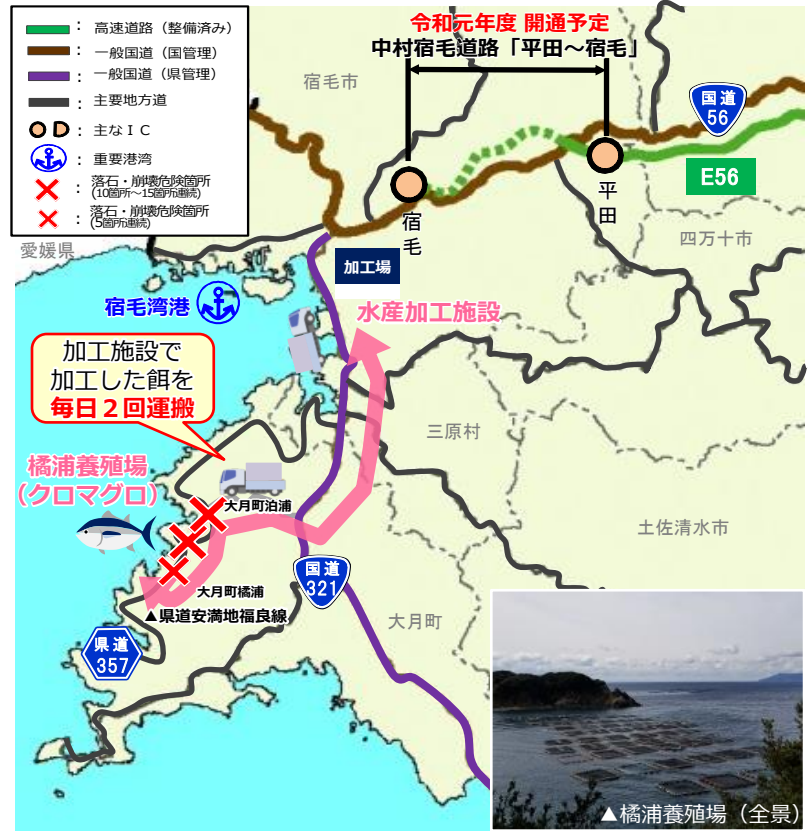 ：高速道路（整備済み）
：一般国道（国管理）
：一般国道（県管理）
：主要地方道
：主なＩＣ
：重要港湾
：落石・崩壊危険箇所
(10箇所～15箇所連続)
：落石・崩壊危険箇所
(5箇所連続)
令和元年度 開通予定
中村宿毛道路「平田～宿毛」
宿毛市
国道
56
E56
宿毛
平田
四万十市
愛媛県
加工場
宿毛湾港
水産加工施設
加工施設で
加工した餌を
毎日２回運搬
三原村
橘浦養殖場
（クロマグロ）
大月町泊浦
土佐清水市
国道
321
大月町橘浦
▲県道安満地福良線
大月町
県道
357
▲橘浦養殖場（全景）